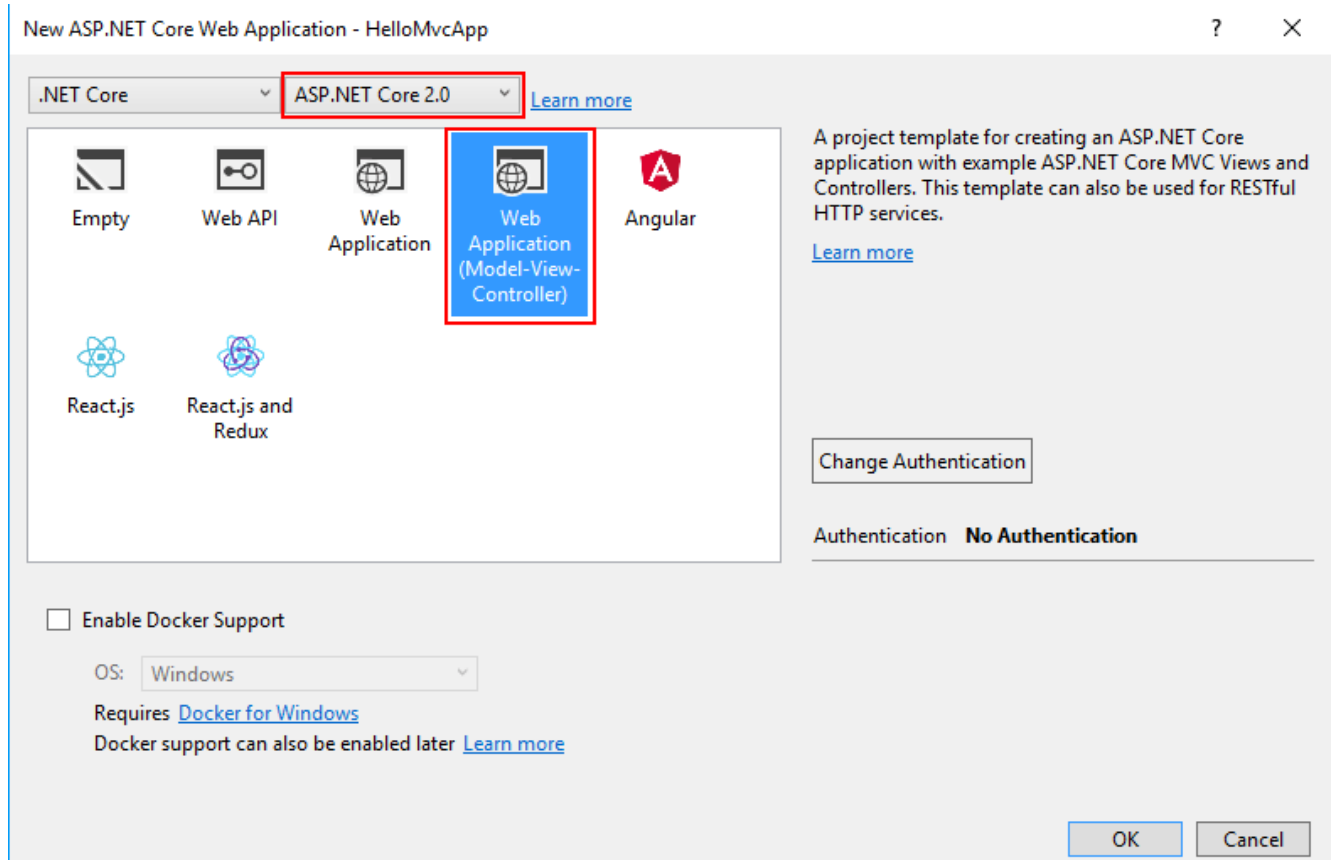 New ASP.NET Core Web Application - HelloMvcApp
?
.NET Core
ASP.NET Core 2.0
Learn more
Empty
Web API
Web
Application
Web
Application
(Model-View-
Controller)
Angular
React.js
React.js and
Redux
A project template for creating an ASP.NET Core
application with example ASP.NET Core MVC Views and
Controllers. This template can also be used for RESTful
HTTP services.
Learn more
Change Authentication
Authentication No Authentication
Enable Docker Support
OS: Windows
Requires Docker for Windows
Docker support can also be enabled later Learn more
OK
Cancel